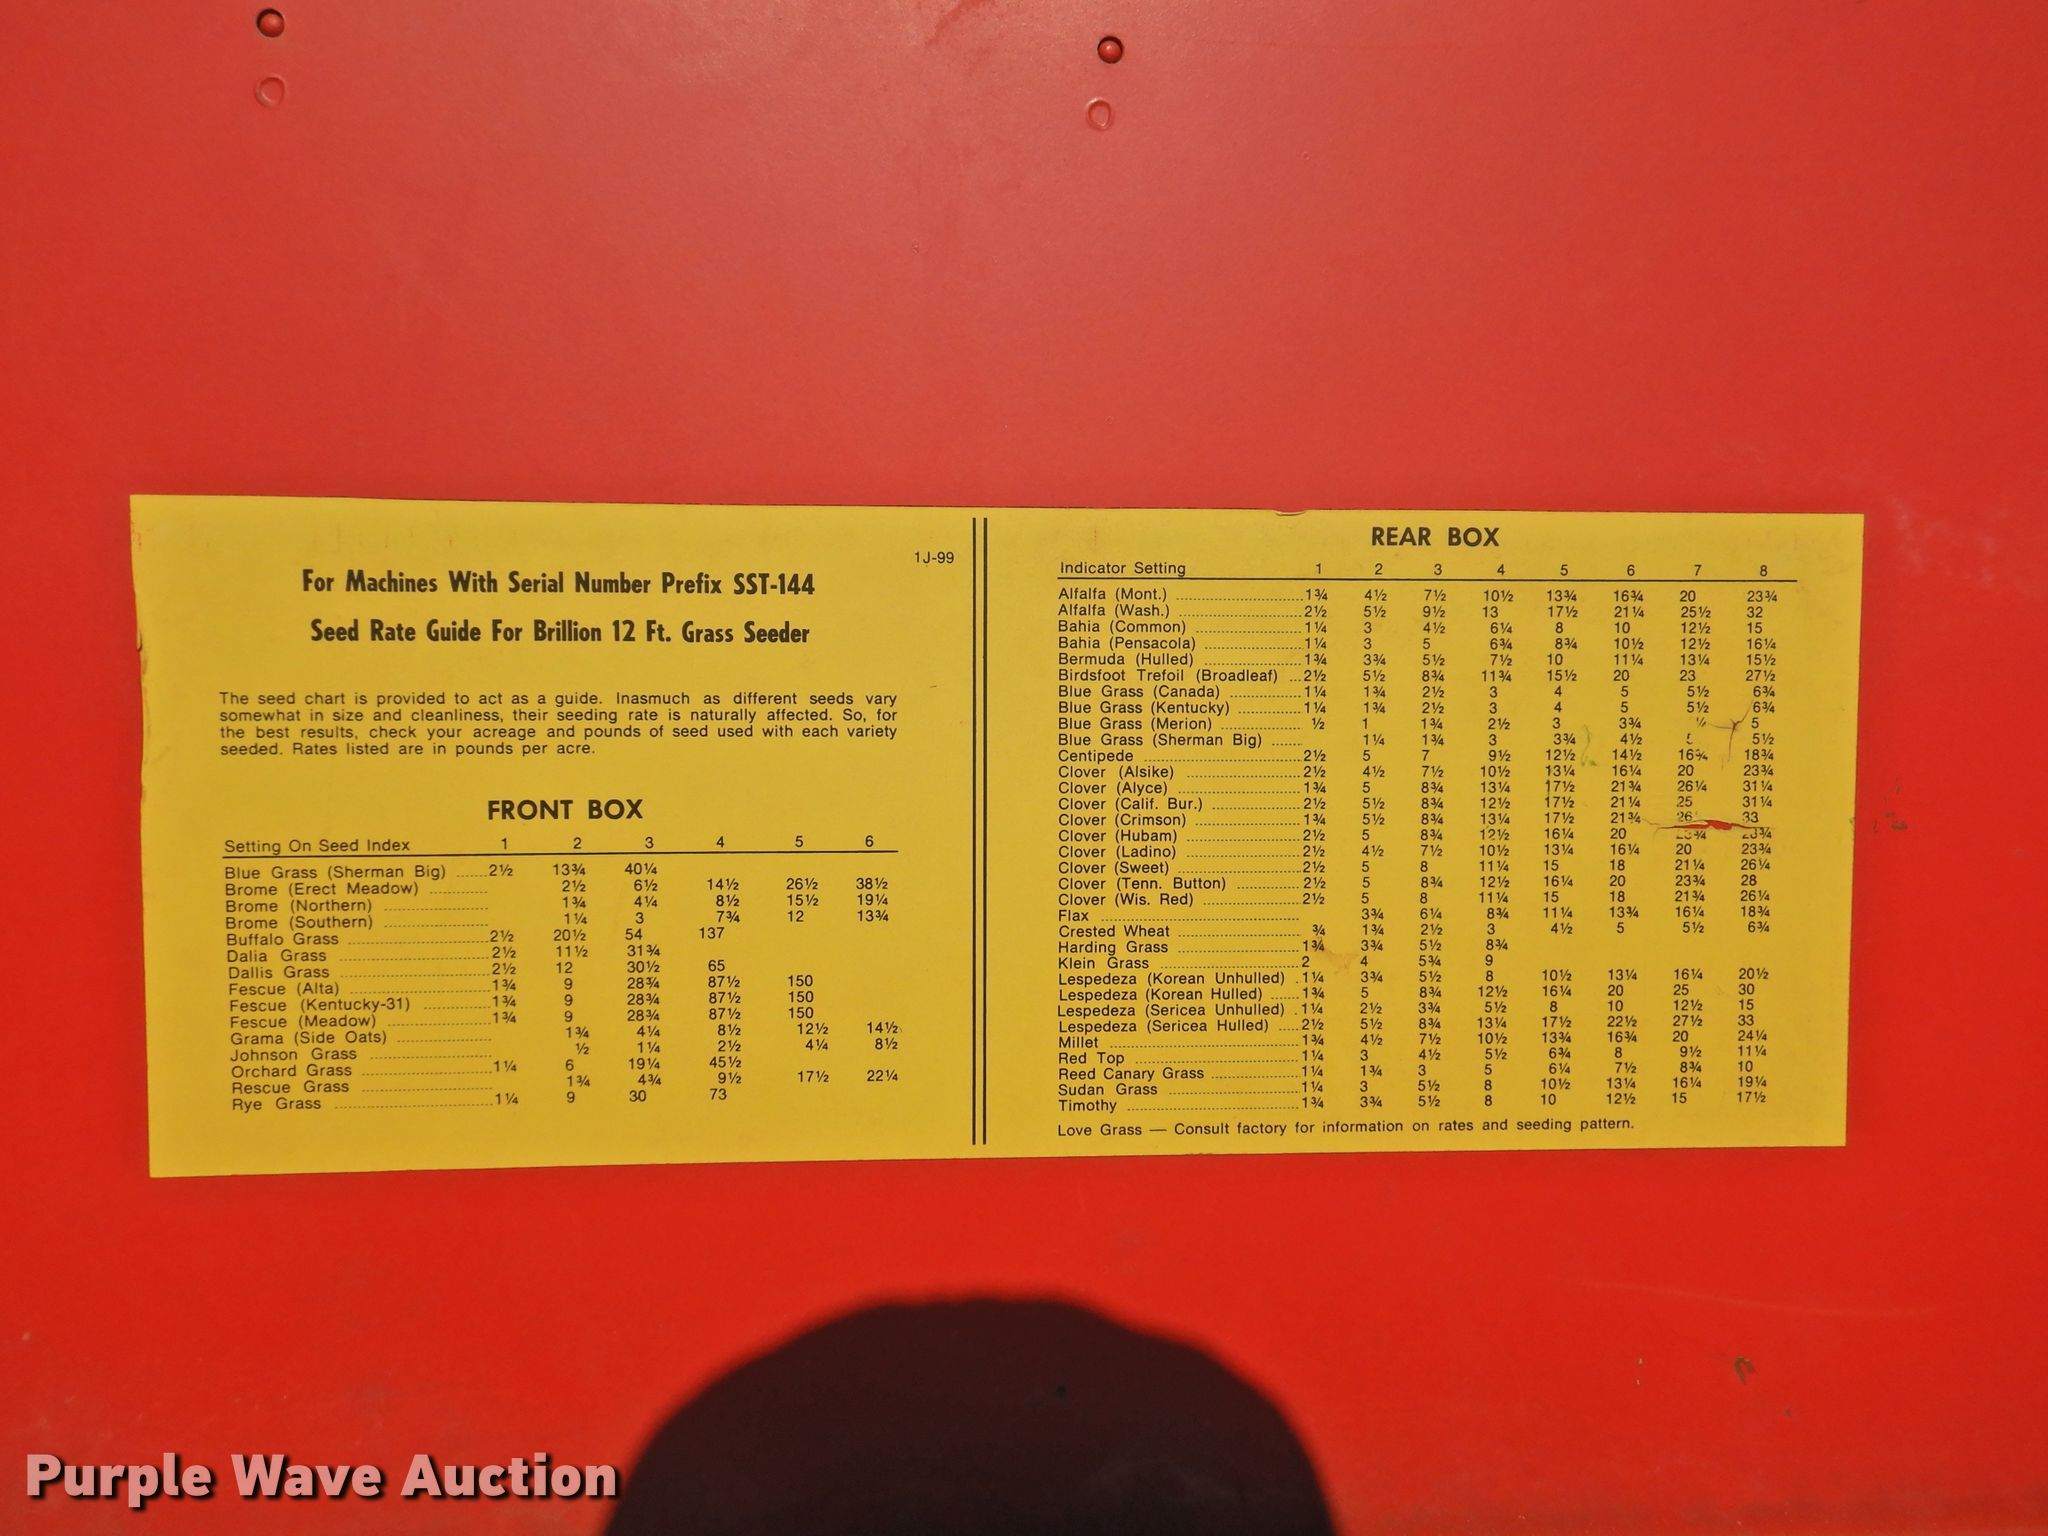 1J-99
For Machines With Serial Number Prefix SST-144
Seed Rate Guide For Brillion 12 Ft. Grass Seeder
The seed chart is provided to act as a guide. Inasmuch as different seeds vary
somewhat in size and cleanliness, their seeding rate is naturally affected. So, for
the best results, check your acreage and pounds of seed used with each variety
seeded. Rates listed are in pounds per acre.
FRONT BOX
Setting On Seed Index 1 2 3 4 5 6
Blue Grass (Sherman Big) 2½ 13¾ 40¼
Brome (Erect Meadow) 2½ 6½ 14½ 26½ 38½
Brome (Northern) 1¾ 4¼ 8½ 15½ 19¼
Brome (Southern) 1¼ 3 7¾ 12 13¾
Buffalo Grass 2½ 20½ 54 137
Dalia Grass 2½ 11½ 31¾
Dallis Grass 2½ 12 30½ 65
Fescue (Alta) 1¾ 9 28¾ 87½ 150
Fescue (Kentucky-31) 1¾ 9 28¾ 87½ 150
Fescue (Meadow) 1¾ 9 28¾ 87½ 150
Grama (Side Oats) 1¾ 4¼ 8½ 12½ 14½
Johnson Grass ½ 1¼ 2½ 4¼ 8½
Orchard Grass 1¼ 6 19¼ 45½
Rescue Grass 1¾ 4¾ 9½ 17½ 22¼
Rye Grass 1¼ 9 30 73
REAR BOX
Indicator Setting 1 2 3 4 5 6 7 8
Alfalfa (Mont.) 1¾ 4½ 7½ 10½ 13¾ 16¾ 20 23¾
Alfalfa (Wash.) 2½ 5½ 9½ 13 17½ 21¼ 25½ 32
Bahia (Common) 1¼ 3 4½ 6¼ 8 10 12½ 15
Bahia (Pensacola) 1¼ 3 5 6¾ 8¾ 10½ 12½ 16¼
Bermuda (Hulled) 1¾ 3¾ 5½ 7½ 10 11¼ 13¼ 15½
Birdsfoot Trefoil (Broadleaf) 2½ 5½ 8¾ 11¾ 15½ 20 23 27½
Blue Grass (Canada) 1¼ 1¾ 2½ 3 4 5 5½ 6¾
Blue Grass (Kentucky) 1¼ 1¾ 2½ 3 4 5 5½ 6¾
Blue Grass (Merion) ½ 1 1¾ 2½ 3 3¾ 5
Blue Grass (Sherman Big) 1¼ 1¾ 3 3¾ 4½ 5½
Centipede 2½ 5 7 9½ 12½ 14½ 16¾ 18¾
Clover (Alsike) 2½ 4½ 7½ 10½ 13¼ 16¼ 20 23¾
Clover (Alyce) 1¾ 5 8¾ 13¼ 17½ 21¾ 26¼ 31¼
Clover (Calif. Bur.) 2½ 5½ 8¾ 12½ 17½ 21¼ 25 31¼
Clover (Crimson) 1¾ 5½ 8¾ 13¼ 17½ 21¾ 33
Clover (Hubam) 2½ 5 8¾ 12½ 16¼ 20
Clover (Ladino) 2½ 4½ 7½ 10½ 13¼ 16¼ 20 23¾
Clover (Sweet) 2½ 5 8 11¼ 15 18 21¼ 26¼
Clover (Tenn. Button) 2½ 5 8¾ 12½ 16¼ 20 23¾ 28
Clover (Wis. Red) 2½ 5 8 11¼ 15 18 21¾ 26¼
Flax 3¾ 6¼ 8¾ 11¼ 13¾ 16¼ 18¾
Crested Wheat ¾ 1¾ 2½ 3 4½ 5 5½ 6¾
Harding Grass 1¾ 3¾ 5½ 8¾
Klein Grass 2 4 5¾ 9
Lespedeza (Korean Unhulled) 1¼ 3¾ 5½ 8 10½ 13¼ 16¼ 20½
Lespedeza (Korean Hulled) 1¾ 5 8¾ 12½ 16¼ 20 25 30
Lespedeza (Sericea Unhulled) 1¼ 2½ 3¾ 5½ 8 10 12½ 15
Lespedeza (Sericea Hulled) 2½ 5½ 8¾ 13¼ 17½ 22½ 27½ 33
Millet 1¾ 4½ 7½ 10½ 13¾ 16¾ 20 24¼
Red Top 1¼ 3 4½ 5½ 6¾ 8 9½ 11¼
Reed Canary Grass 1¼ 1¾ 3 5 6¼ 7½ 8¾ 10
Sudan Grass 1¼ 3 5½ 8 10½ 13¼ 16¼ 19¼
Timothy 1¾ 3¾ 5½ 8 10 12½ 15 17½
Love Grass — Consult factory for information on rates and seeding pattern.
Purple Wave Auction